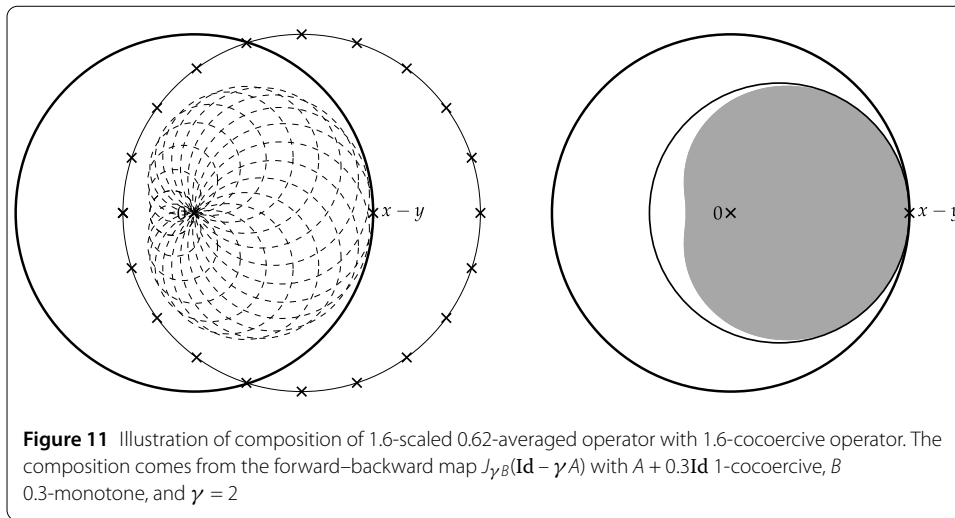 0 x − y
0 x − y
Figure 11 Illustration of composition of 1.6-scaled 0.62-averaged operator with 1.6-cocoercive operator. The
composition comes from the forward–backward map J_{γB}(Id − γA) with A + 0.3Id 1-cocoercive, B
0.3-monotone, and γ = 2